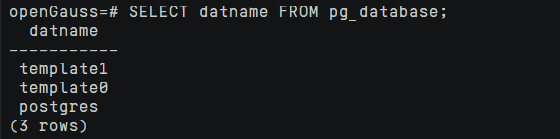 openGauss=# SELECT datname FROM pg_database;
  datname
-----------
 template1
 template0
 postgres
(3 rows)